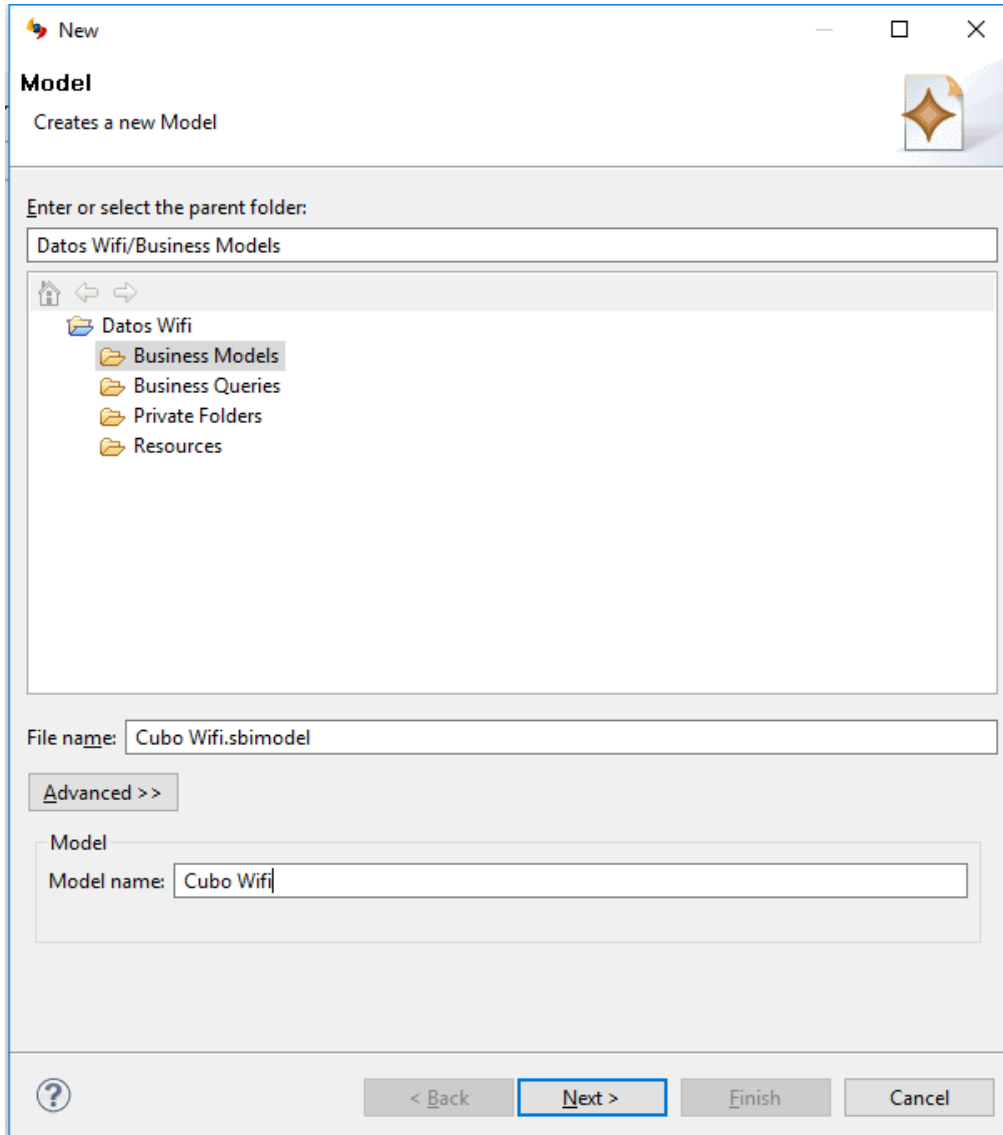 New
Model
Creates a new Model
Enter or select the parent folder:
Datos Wifi/Business Models
Datos Wifi
Business Models
Business Queries
Private Folders
Resources
File name: Cubo Wifi.sbimodel
Advanced >>
Model
Model name: Cubo Wifi
? < Back Next > Finish Cancel